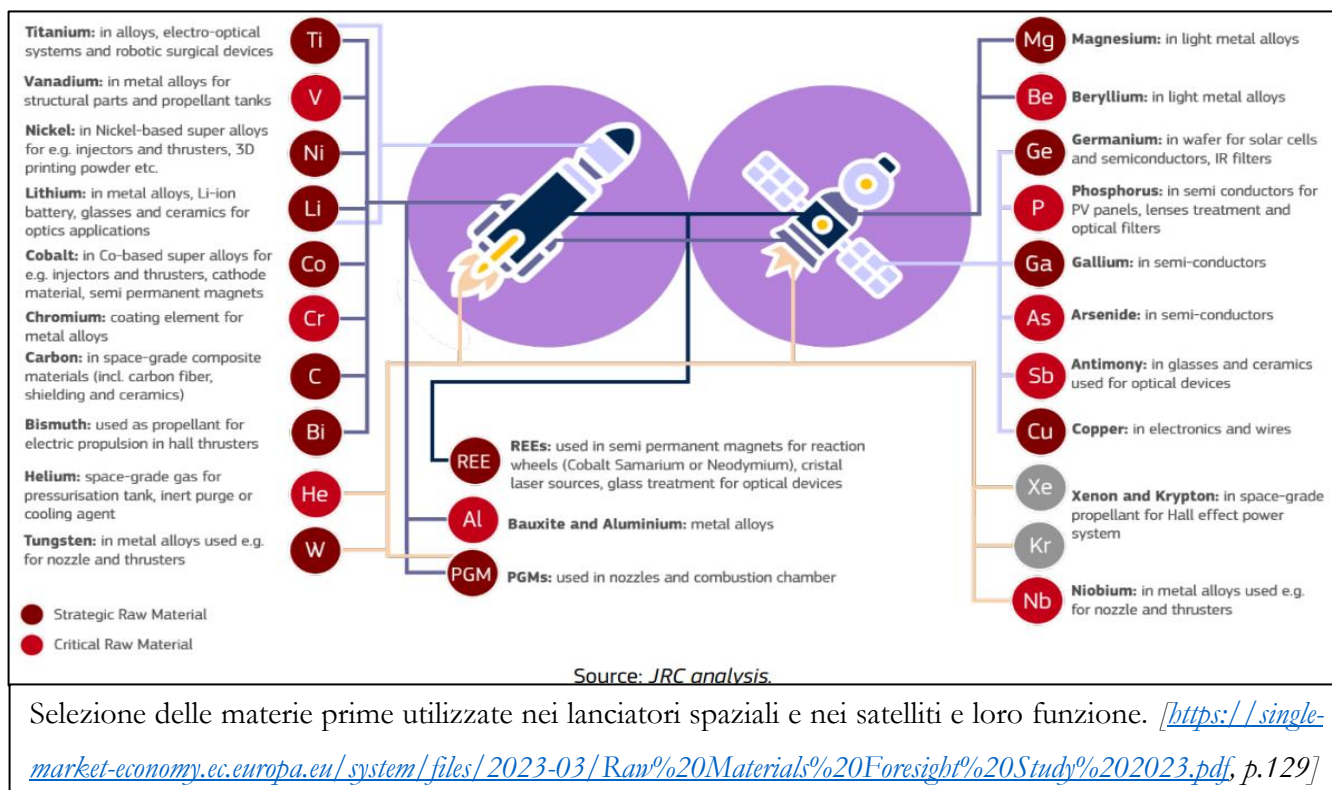 Titanium: in alloys, electro-optical
systems and robotic surgical devices
Ti
Vanadium: in metal alloys for
structural parts and propellant tanks
V
Nickel: in Nickel-based super alloys
for e.g. injectors and thrusters, 3D
printing powder etc.
Ni
Lithium: in metal alloys, Li-ion
battery, glasses and ceramics for
optics applications
Li
Cobalt: in Co-based super alloys for
e.g. injectors and thrusters, cathode
material, semi permanent magnets
Co
Chromium: coating element for
metal alloys
Cr
Carbon: in space-grade composite
materials (incl. carbon fiber,
shielding and ceramics)
C
Bismuth: used as propellant for
electric propulsion in hall thrusters
Bi
Helium: space-grade gas for
pressurisation tank, inert purge or
cooling agent
He
Tungsten: in metal alloys used e.g.
for nozzle and thrusters
W
Strategic Raw Material
Critical Raw Material
REE
REEs: used in semi permanent magnets for reaction
wheels (Cobalt Samarium or Neodymium), cristal
laser sources, glass treatment for optical devices
Al
Bauxite and Aluminium: metal alloys
PGM
PGMs: used in nozzles and combustion chamber
Mg
Magnesium: in light metal alloys
Be
Beryllium: in light metal alloys
Ge
Germanium: in wafer for solar cells
and semiconductors, IR filters
P
Phosphorus: in semi conductors for
PV panels, lenses treatment and
optical filters
Ga
Gallium: in semi-conductors
As
Arsenide: in semi-conductors
Sb
Antimony: in glasses and ceramics
used for optical devices
Cu
Copper: in electronics and wires
Xe
Kr
Xenon and Krypton: in space-grade
propellant for Hall effect power
system
Nb
Niobium: in metal alloys used e.g.
for nozzle and thrusters
Source: JRC analysis.
Selezione delle materie prime utilizzate nei lanciatori spaziali e nei satelliti e loro funzione. [https://single-
market-economy.ec.europa.eu/system/files/2023-03/Raw%20Materials%20Foresight%20Study%202023.pdf, p.129]